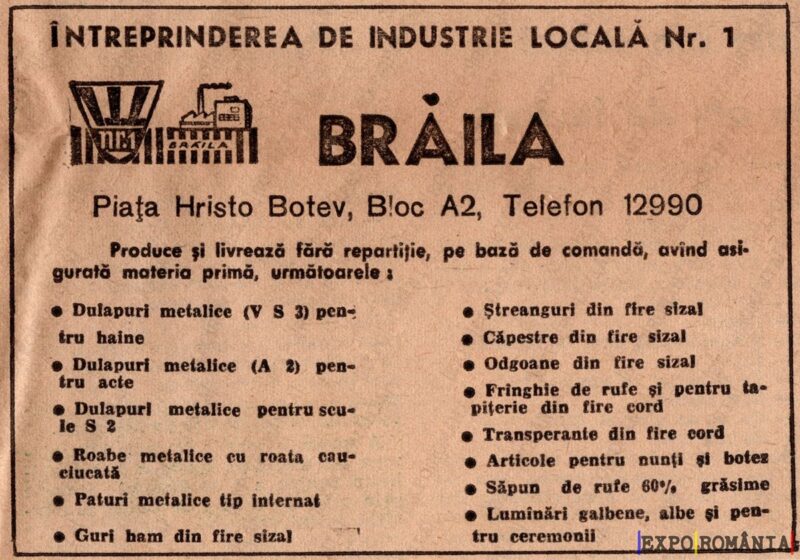 ÎNTREPRINDEREA DE INDUSTRIE LOCALĂ Nr. 1
BRĂILA
BRĂILA
Piaţa Hristo Botev, Bloc A2, Telefon 12990
Produce şi livrează fără repartiţie, pe bază de comandă, avînd asi-
gurată materia primă, următoarele :
● Dulapuri metalice (V S 3) pen-
tru haine
● Dulapuri metalice (A 2) pen-
tru acte
● Dulapuri metalice pentru scu-
le S 2
● Roabe metalice cu roata cau-
ciucată
● Paturi metalice tip internat
● Guri ham din fire sizal
● Ştreanguri din fire sizal
● Căpestre din fire sizal
● Odgoane din fire sizal
● Frînghie de rufe şi pentru ta-
piţerie din fire cord
● Transperante din fire cord
● Articole pentru nunţi şi botez
● Săpun de rufe 60% grăsime
● Lumînări galbene, albe şi pen-
tru ceremonii
EXPO ROMÂNIA